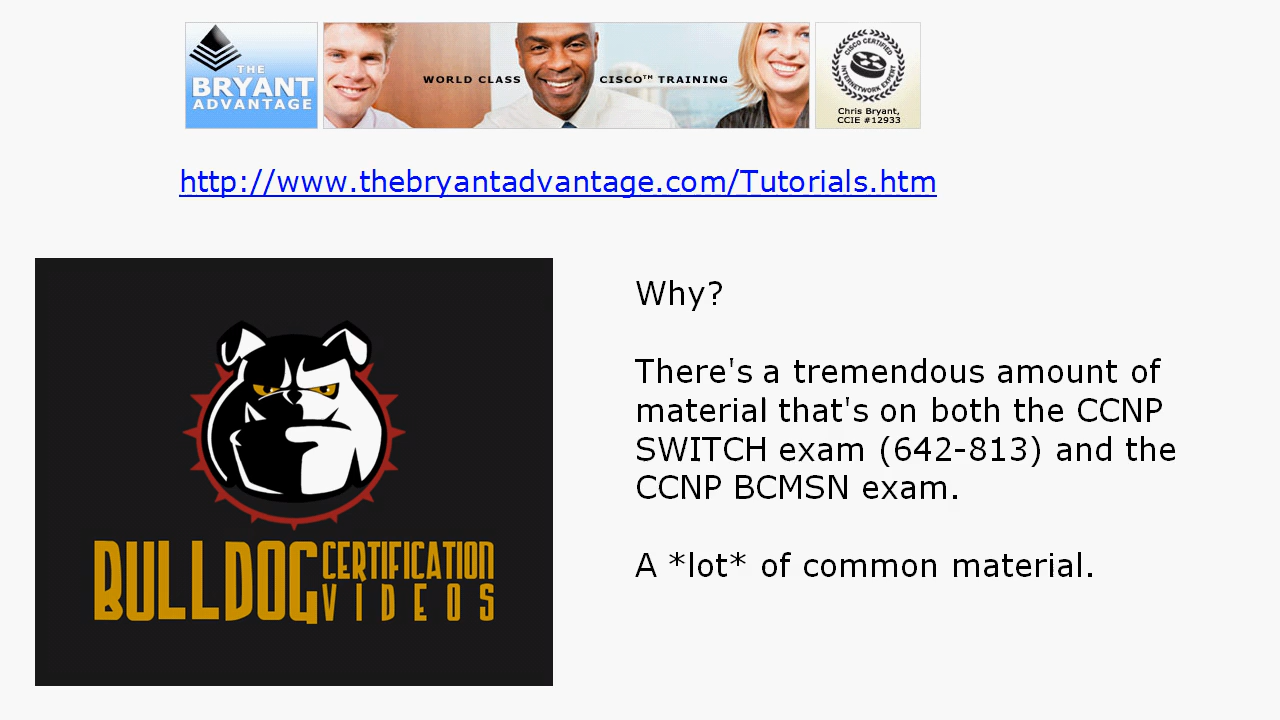 THE
BRYANT
ADVANTAGE
WORLD CLASS CISCO™ TRAINING
CISCO CERTIFIED
INTERNETWORK EXPERT
Chris Bryant,
CCIE #12933
http://www.thebryantadvantage.com/Tutorials.htm
BULLDOG CERTIFICATION
VIDEOS
Why?
There's a tremendous amount of
material that's on both the CCNP
SWITCH exam (642-813) and the
CCNP BCMSN exam.
A *lot* of common material.